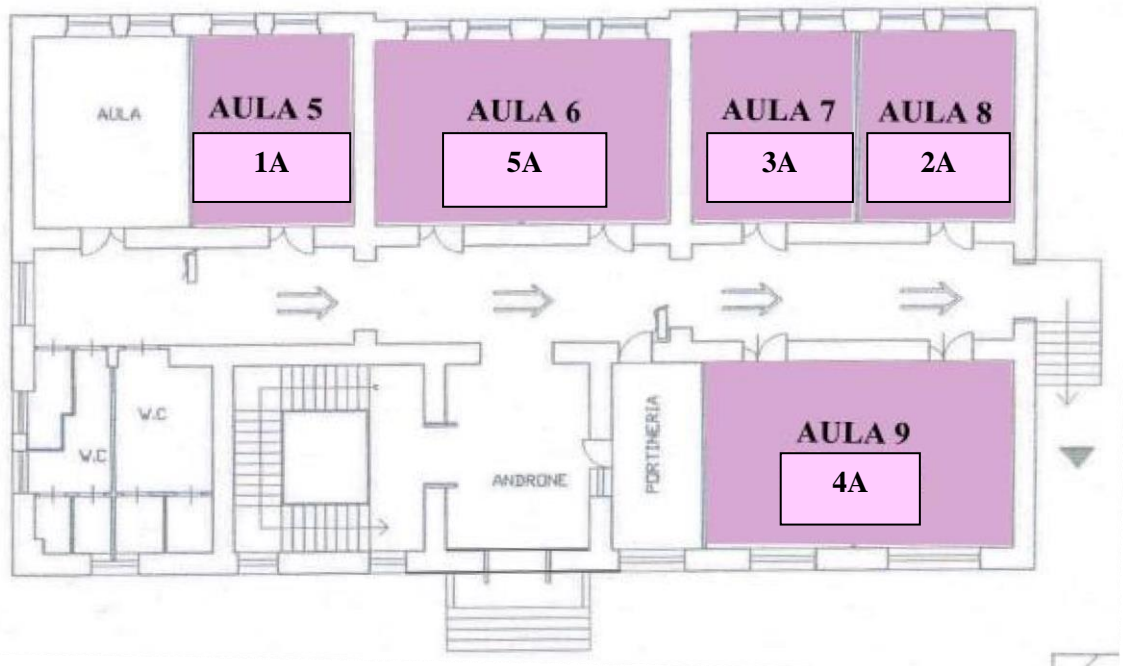 AULA
AULA 5
1A
AULA 6
5A
AULA 7
3A
AULA 8
2A
W.C
W.C
ANDRONE
PORTINERIA
AULA 9
4A